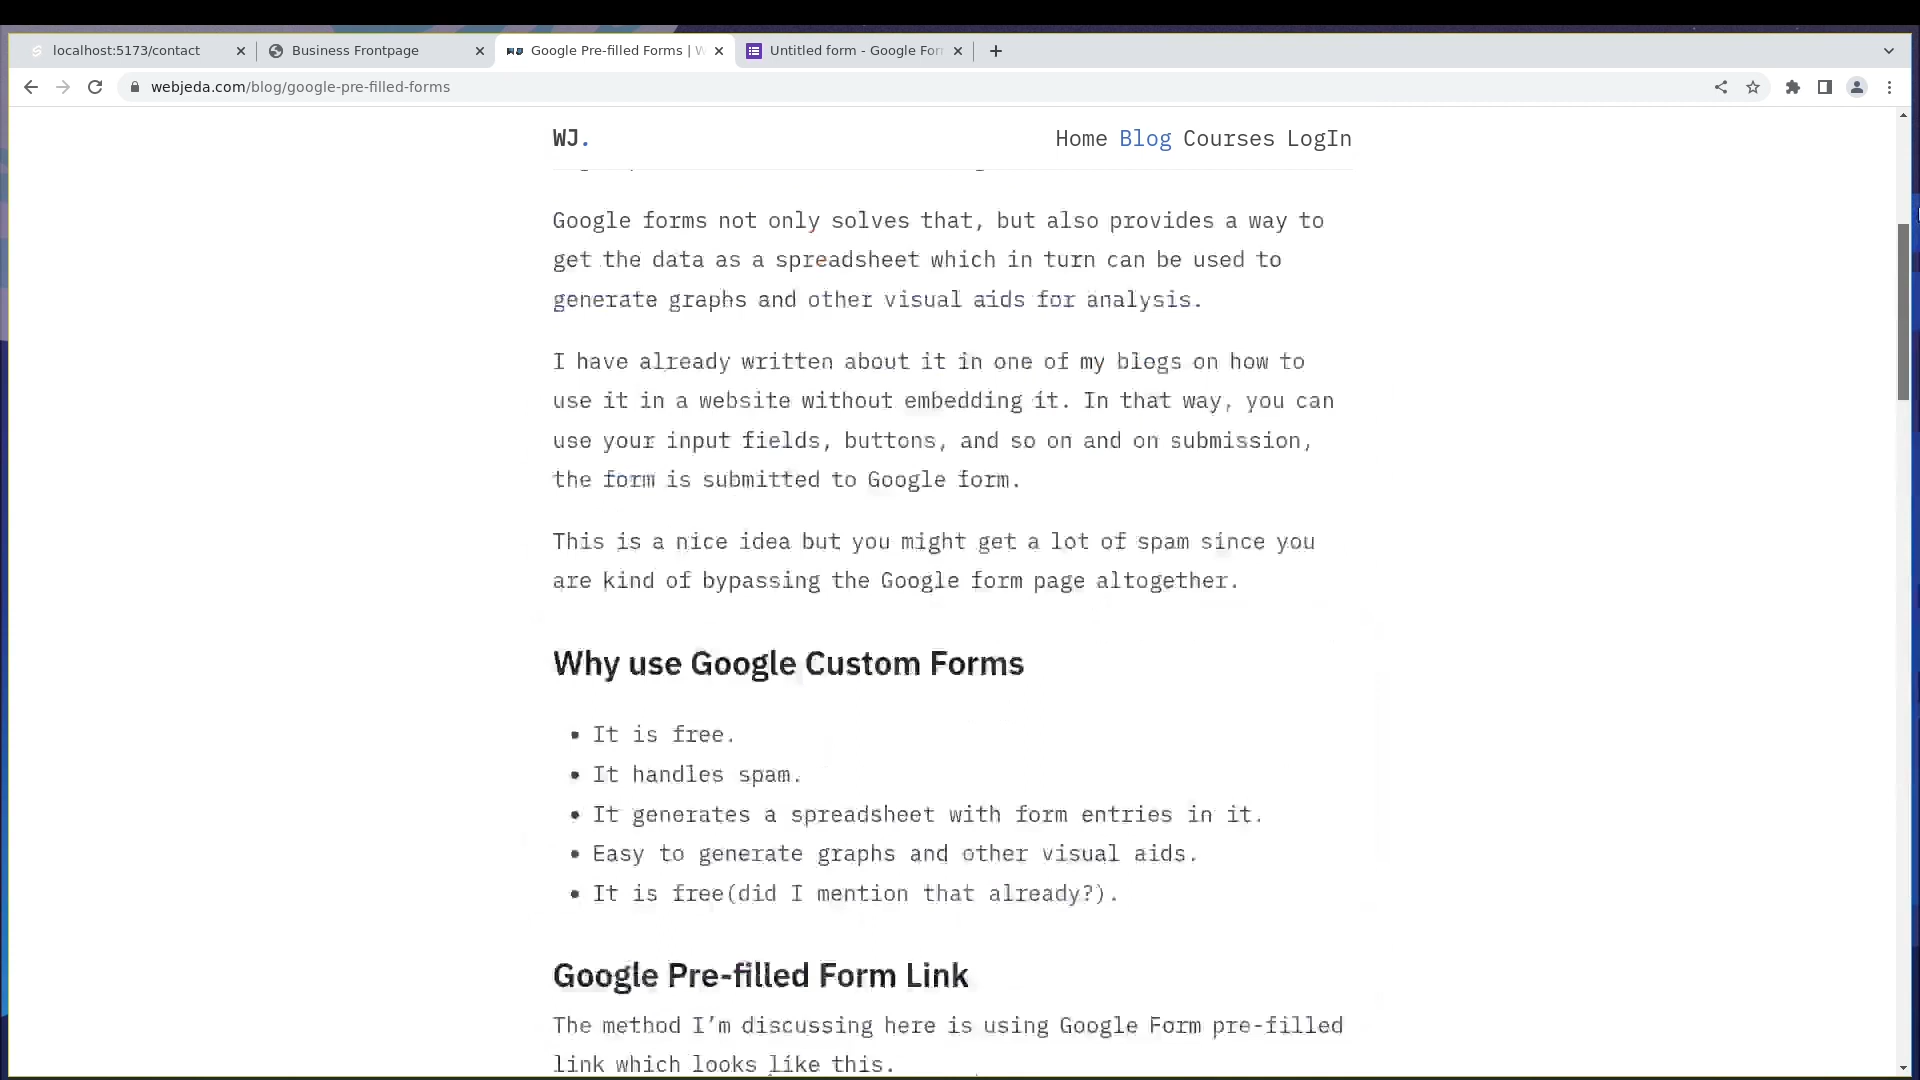 localhost:5173/contact
Business Frontpage
Google Pre-filled Forms | W
Untitled form - Google For
webjeda.com/blog/google-pre-filled-forms
WJ.
Home Blog Courses LogIn
Google forms not only solves that, but also provides a way to
get the data as a spreadsheet which in turn can be used to
generate graphs and other visual aids for analysis.
I have already written about it in one of my blogs on how to
use it in a website without embedding it. In that way, you can
use your input fields, buttons, and so on and on submission,
the form is submitted to Google form.
This is a nice idea but you might get a lot of spam since you
are kind of bypassing the Google form page altogether.
Why use Google Custom Forms
• It is free.
• It handles spam.
• It generates a spreadsheet with form entries in it.
• Easy to generate graphs and other visual aids.
• It is free(did I mention that already?).
Google Pre-filled Form Link
The method I’m discussing here is using Google Form pre-filled
link which looks like this.